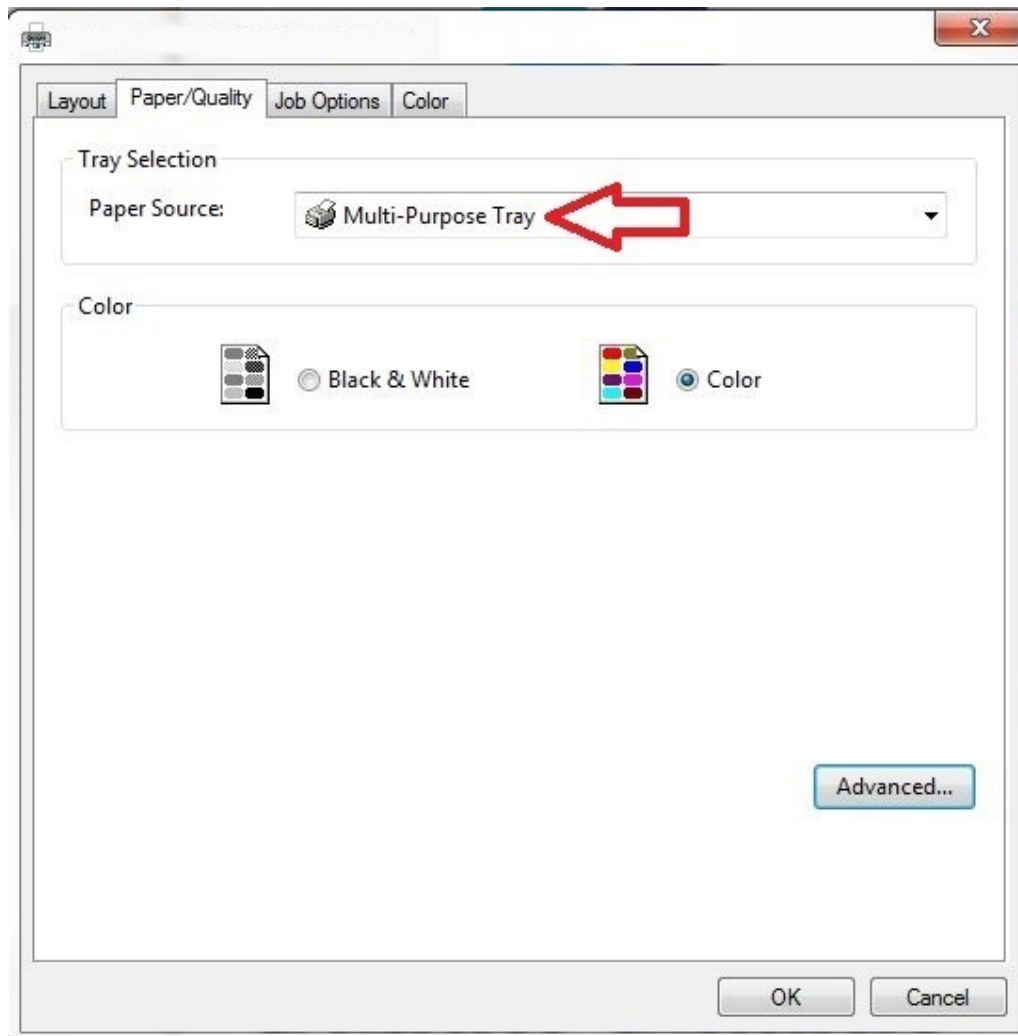 Layout Paper/Quality Job Options Color
Tray Selection
Paper Source: Multi-Purpose Tray
Color
Black & White Color
Advanced...
OK Cancel